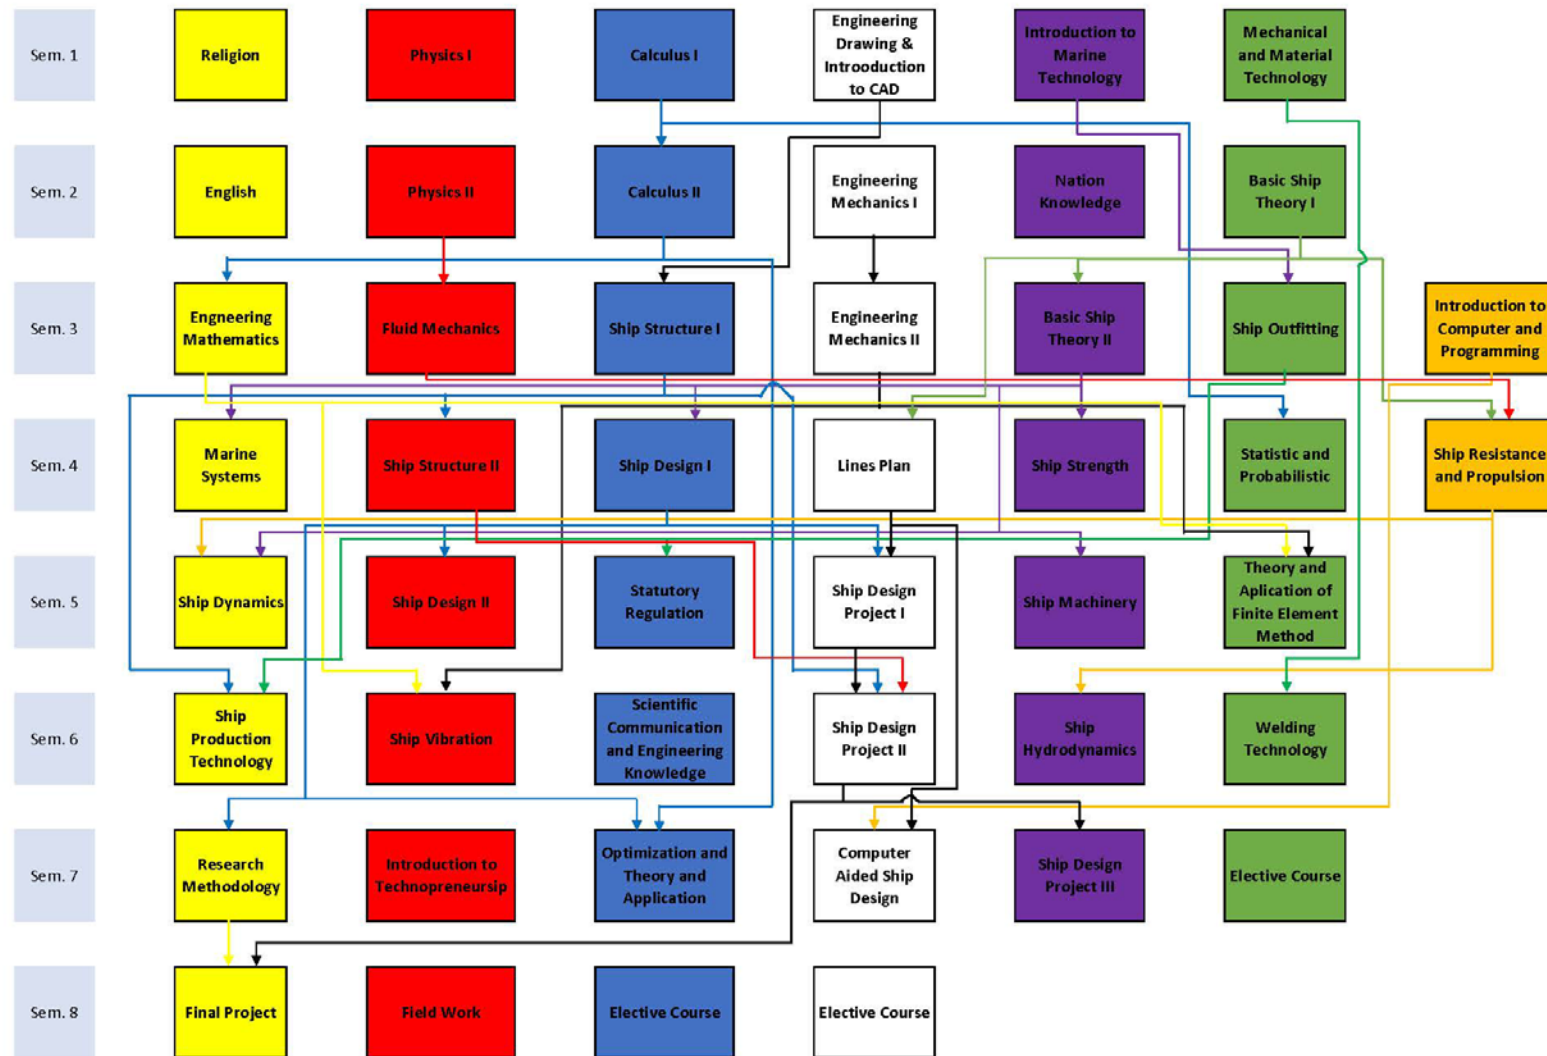 Sem. 1
Religion
Physics I
Calculus I
Engineering
Drawing &
Introoduction
to CAD
Introduction to
Marine
Technology
Mechanical
and Material
Technology
Sem. 2
English
Physics II
Calculus II
Engineering
Mechanics I
Nation
Knowledge
Basic Ship
Theory I
Sem. 3
Engneering
Mathematics
Fluid Mechanics
Ship Structure I
Engineering
Mechanics II
Basic Ship
Theory II
Ship Outfitting
Introduction to
Computer and
Programming
Sem. 4
Marine
Systems
Ship Structure II
Ship Design I
Lines Plan
Ship Strength
Statistic and
Probabilistic
Ship Resistance
and Propulsion
Sem. 5
Ship Dynamics
Ship Design II
Statutory
Regulation
Ship Design
Project I
Ship Machinery
Theory and
Aplication of
Finite Element
Method
Sem. 6
Ship
Production
Technology
Ship Vibration
Scientific
Communication
and Engineering
Knowledge
Ship Design
Project II
Ship
Hydrodynamics
Welding
Technology
Sem. 7
Research
Methodology
Introduction to
Technopreneursip
Optimization and
Theory and
Application
Computer
Aided Ship
Design
Ship Design
Project III
Elective Course
Sem. 8
Final Project
Field Work
Elective Course
Elective Course